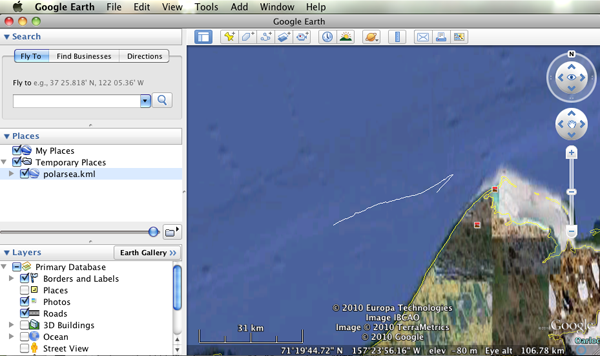 Google Earth File Edit View Tools Add Window Help
Google Earth
Search
Fly To Find Businesses Directions
Fly to e.g., 37 25.818' N, 122 05.36' W
Places
My Places
Temporary Places
polarsea.kml
Layers
Earth Gallery
Primary Database
Borders and Labels
Places
Photos
Roads
3D Buildings
Ocean
Street View
N
© 2010 Europa Technologies
Image IBCAO
Image © 2010 TerraMetrics
© 2010 Google
Google
31 km
71°19'44.72" N 157°23'56.16" W elev -80 m Eye alt 106.78 km